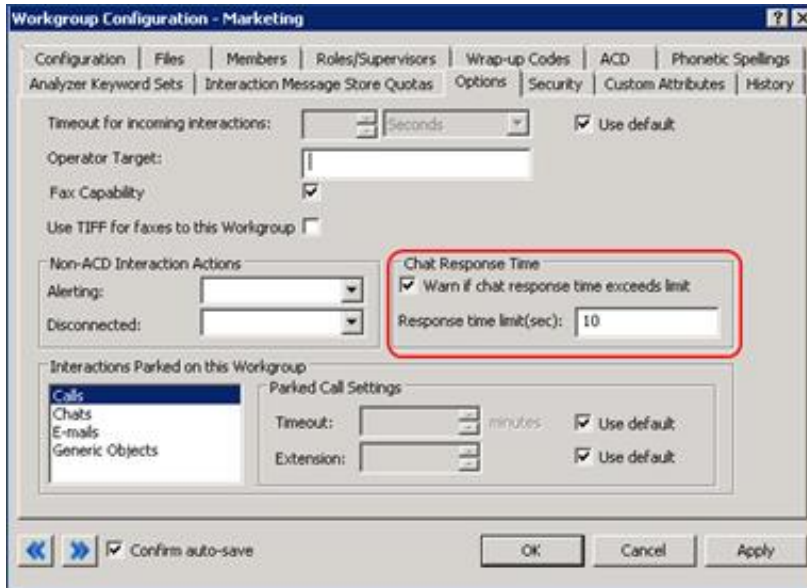 Workgroup Configuration - Marketing
Configuration Files Members Roles/Supervisors Wrap-up Codes ACD Phonetic Spellings
Analyzer Keyword Sets Interaction Message Store Quotas Options Security Custom Attributes History
Timeout for incoming interactions: Seconds Use default
Operator Target:
Fax Capability
Use TIFF for faxes to this Workgroup
Non-ACD Interaction Actions Chat Response Time
Alerting: Warn if chat response time exceeds limit
Disconnected: Response time limit(sec): 10
Interactions Parked on this Workgroup
Calls Parked Call Settings
Chats Timeout: minutes Use default
E-mails
Generic Objects Extension: Use default
Confirm auto-save OK Cancel Apply